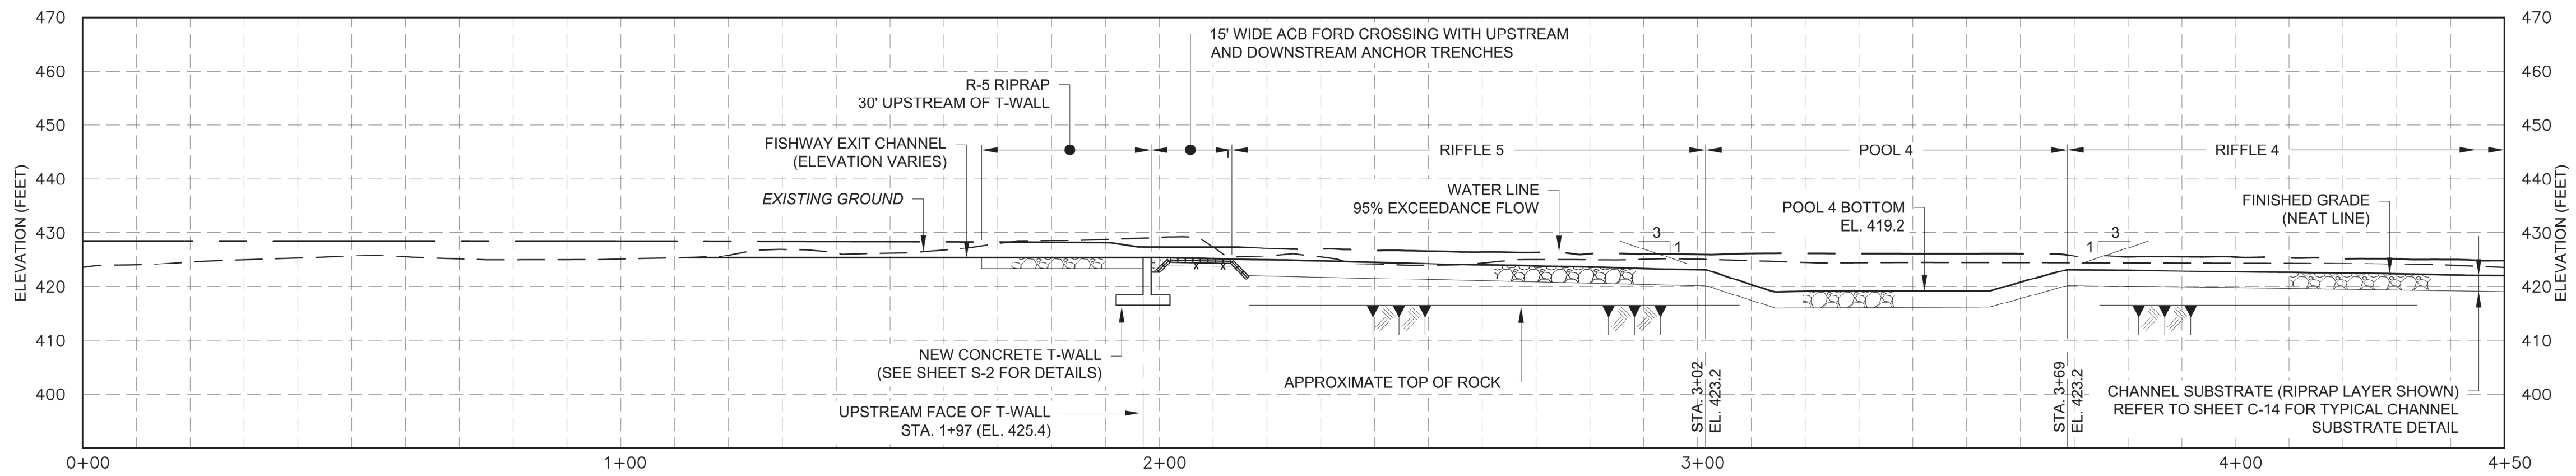 470
460
450
440
430
420
410
400
ELEVATION (FEET)
15' WIDE ACB FORD CROSSING WITH UPSTREAM
AND DOWNSTREAM ANCHOR TRENCHES
R-5 RIPRAP
30' UPSTREAM OF T-WALL
FISHWAY EXIT CHANNEL
(ELEVATION VARIES)
EXISTING GROUND
RIFFLE 5
POOL 4
RIFFLE 4
WATER LINE
95% EXCEEDANCE FLOW
3
1
POOL 4 BOTTOM
EL. 419.2
3
1
FINISHED GRADE
(NEAT LINE)
NEW CONCRETE T-WALL
(SEE SHEET S-2 FOR DETAILS)
APPROXIMATE TOP OF ROCK
UPSTREAM FACE OF T-WALL
STA. 1+97 (EL. 425.4)
STA. 3+02
EL. 423.2
STA. 3+69
EL. 423.2
CHANNEL SUBSTRATE (RIPRAP LAYER SHOWN)
REFER TO SHEET C-14 FOR TYPICAL CHANNEL
SUBSTRATE DETAIL
470
460
450
440
430
420
410
400
ELEVATION (FEET)
0+00
1+00
2+00
3+00
4+00
4+50